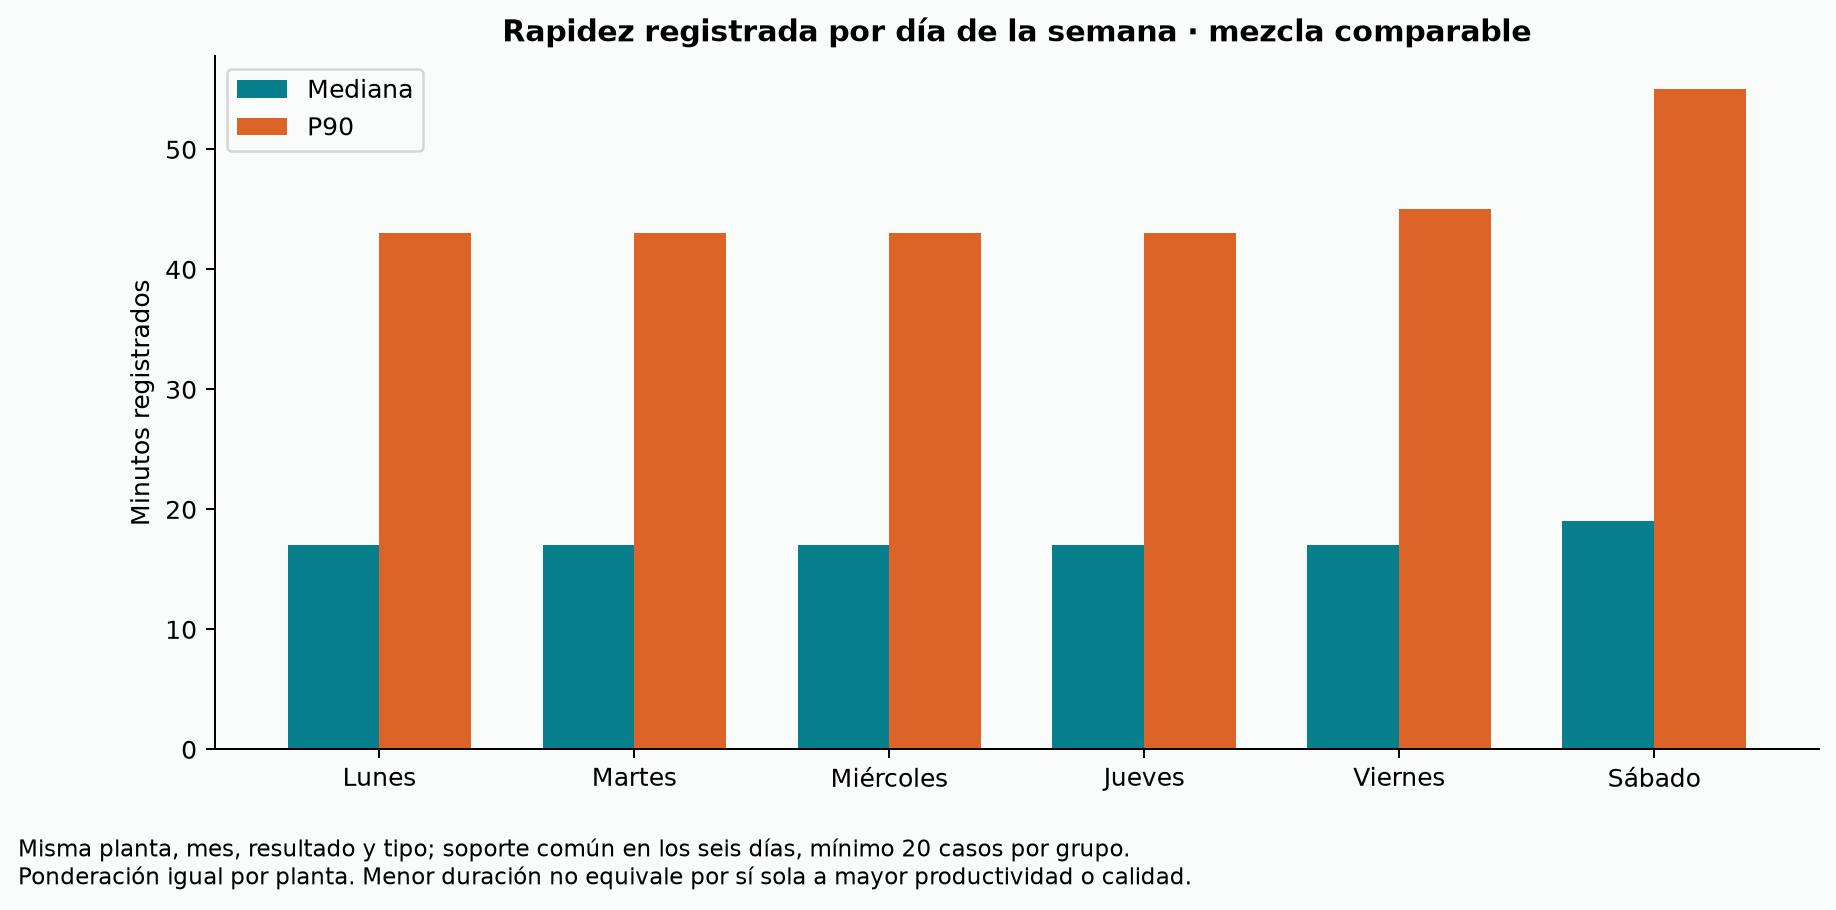 Rapidez registrada por día de la semana · mezcla comparable
Mediana
P90
Minutos registrados
50
40
30
20
10
0
Lunes Martes Miércoles Jueves Viernes Sábado
Misma planta, mes, resultado y tipo; soporte común en los seis días, mínimo 20 casos por grupo.
Ponderación igual por planta. Menor duración no equivale por sí sola a mayor productividad o calidad.